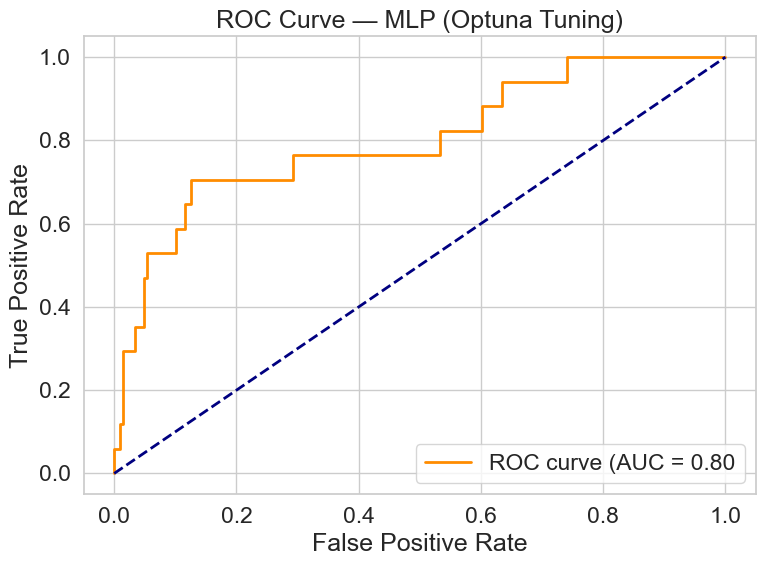 ROC Curve — MLP (Optuna Tuning)
True Positive Rate
1.0
0.8
0.6
0.4
0.2
0.0
ROC curve (AUC = 0.80
0.0 0.2 0.4 0.6 0.8 1.0
False Positive Rate